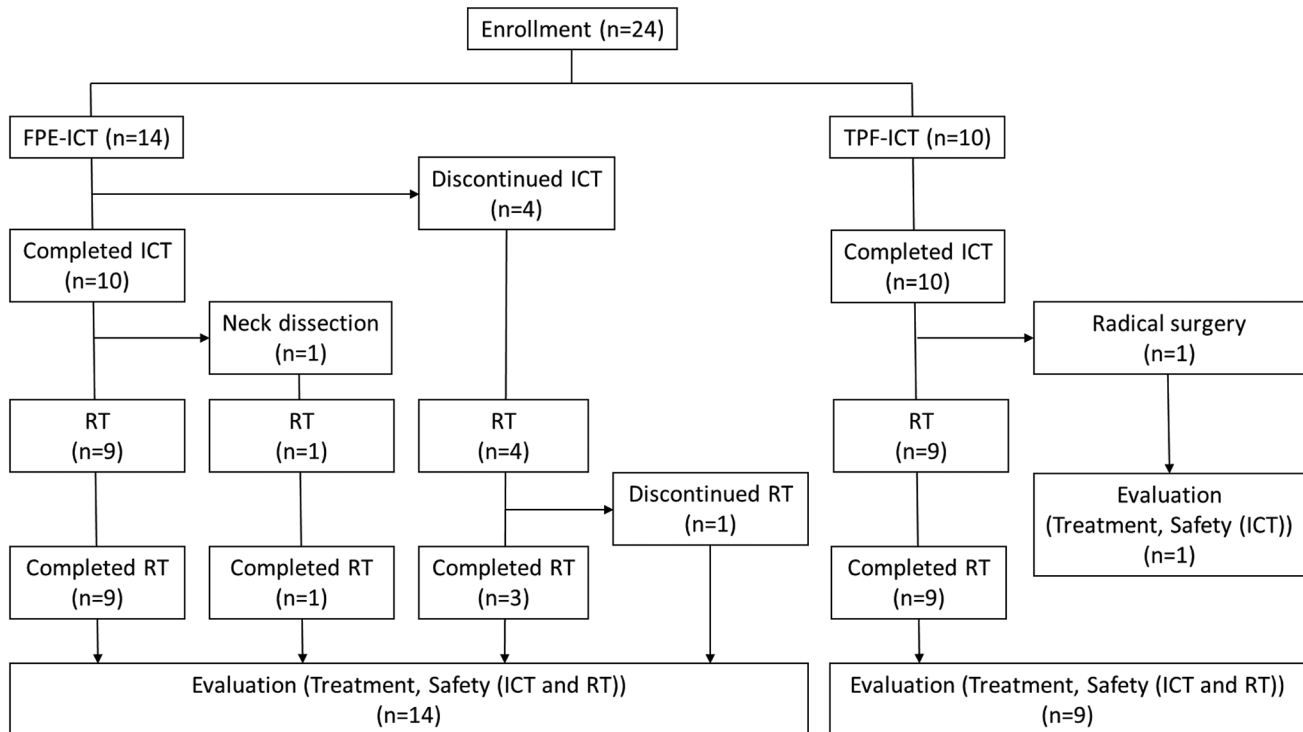 Enrollment (n=24)
FPE-ICT (n=14)
TPF-ICT (n=10)
Discontinued ICT
(n=4)
Completed ICT
(n=10)
Completed ICT
(n=10)
Neck dissection
(n=1)
Radical surgery
(n=1)
RT
(n=9)
RT
(n=1)
RT
(n=4)
RT
(n=9)
Discontinued RT
(n=1)
Evaluation
(Treatment, Safety (ICT))
(n=1)
Completed RT
(n=9)
Completed RT
(n=1)
Completed RT
(n=3)
Completed RT
(n=9)
Evaluation (Treatment, Safety (ICT and RT))
(n=14)
Evaluation (Treatment, Safety (ICT and RT))
(n=9)